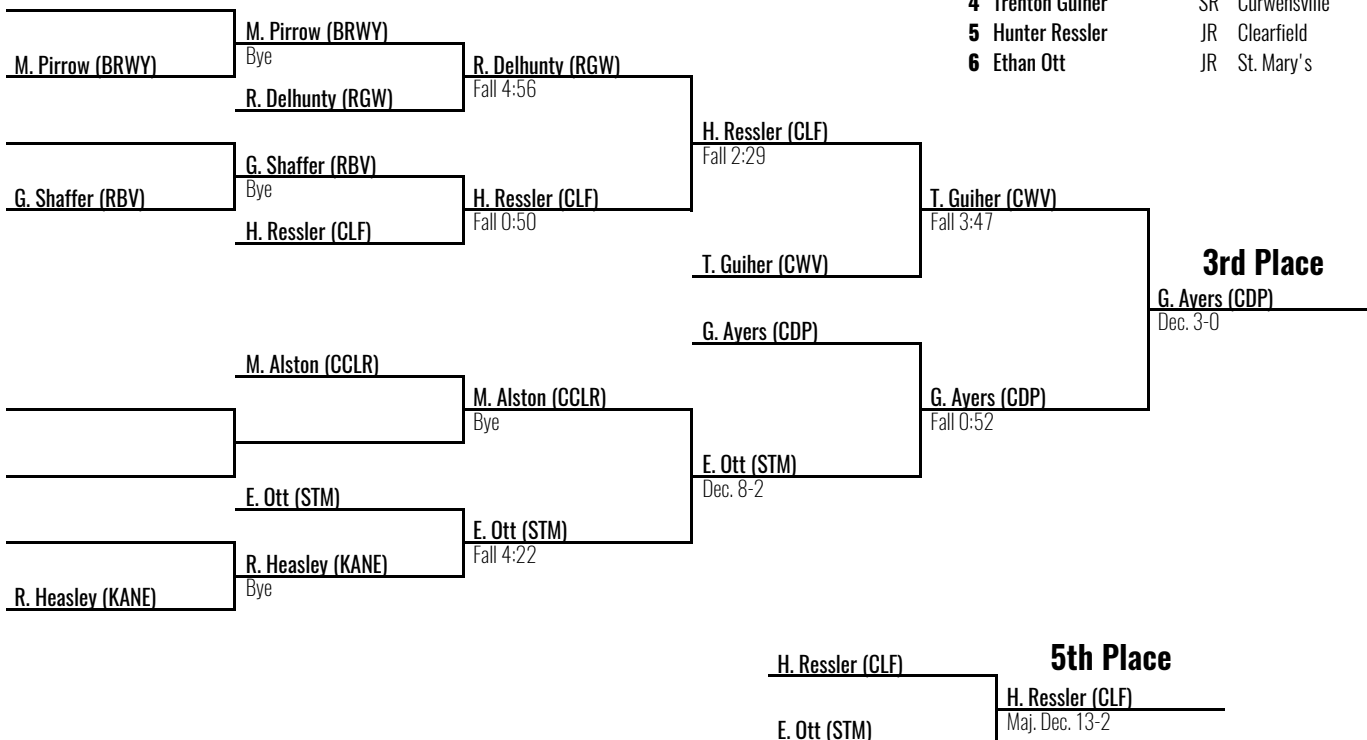 4 Trenton Guiher SR Curwensville
5 Hunter Ressler JR Clearfield
6 Ethan Ott JR St. Mary's
M. Pirrow (BRWY)
Bye
M. Pirrow (BRWY)
R. Delhunty (RGW)
Fall 4:56
R. Delhunty (RGW)
H. Ressler (CLF)
Fall 2:29
G. Shaffer (RBV)
Bye
G. Shaffer (RBV)
H. Ressler (CLF)
Fall 0:50
H. Ressler (CLF)
T. Guiher (CWV)
Fall 3:47
T. Guiher (CWV)
3rd Place
G. Ayers (CDP)
Dec. 3-0
G. Ayers (CDP)
M. Alston (CCLR)
M. Alston (CCLR)
Bye
G. Ayers (CDP)
Fall 0:52
E. Ott (STM)
Dec. 8-2
E. Ott (STM)
E. Ott (STM)
Fall 4:22
R. Heasley (KANE)
Bye
R. Heasley (KANE)
5th Place
H. Ressler (CLF)
H. Ressler (CLF)
Maj. Dec. 13-2
E. Ott (STM)